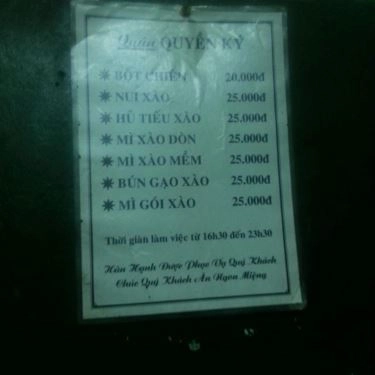 Quán QUYÊN KÝ
BỘT CHIÊN 20.000đ
NUI XÀO 25.000đ
HŨ TIẾU XÀO 25.000đ
MÌ XÀO DÒN 25.000đ
MÌ XÀO MỀM 25.000đ
BÚN GẠO XÀO 25.000đ
MÌ GÓI XÀO 25.000đ
Thời giàn làm việc từ 16h30 đến 23h30
Hân Hạnh Được Phục Vụ Quý Khách
Chúc Quý Khách Ăn Ngon Miệng